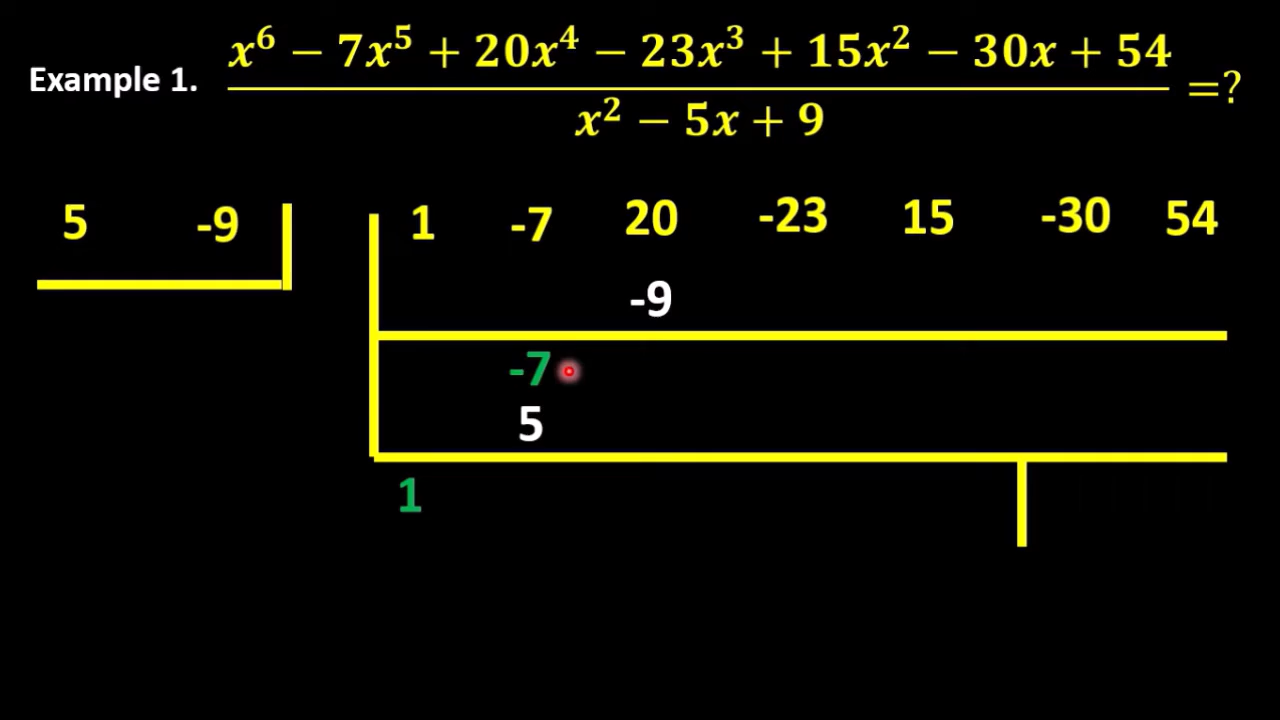 Example 1. (x⁶ − 7x⁵ + 20x⁴ − 23x³ + 15x² − 30x + 54)/(x² − 5x + 9) =?
5 -9 1 -7 20 -23 15 -30 54
-9
-7
5
1